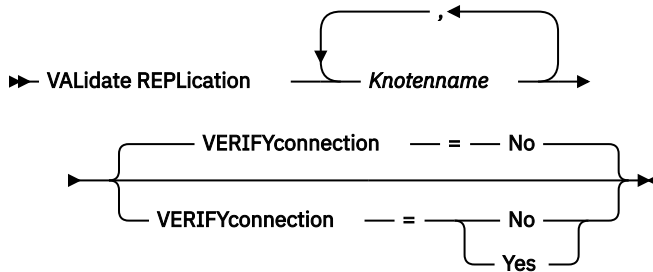 ,
VALidate REPLication Knotenname
VERIFYconnection = No
VERIFYconnection = No
Yes